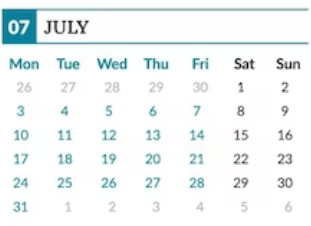 07 JULY
Mon Tue Wed Thu Fri Sat Sun
26 27 28 29 30 1 2
3 4 5 6 7 8 9
10 11 12 13 14 15 16
17 18 19 20 21 22 23
24 25 26 27 28 29 30
31 1 2 3 4 5 6